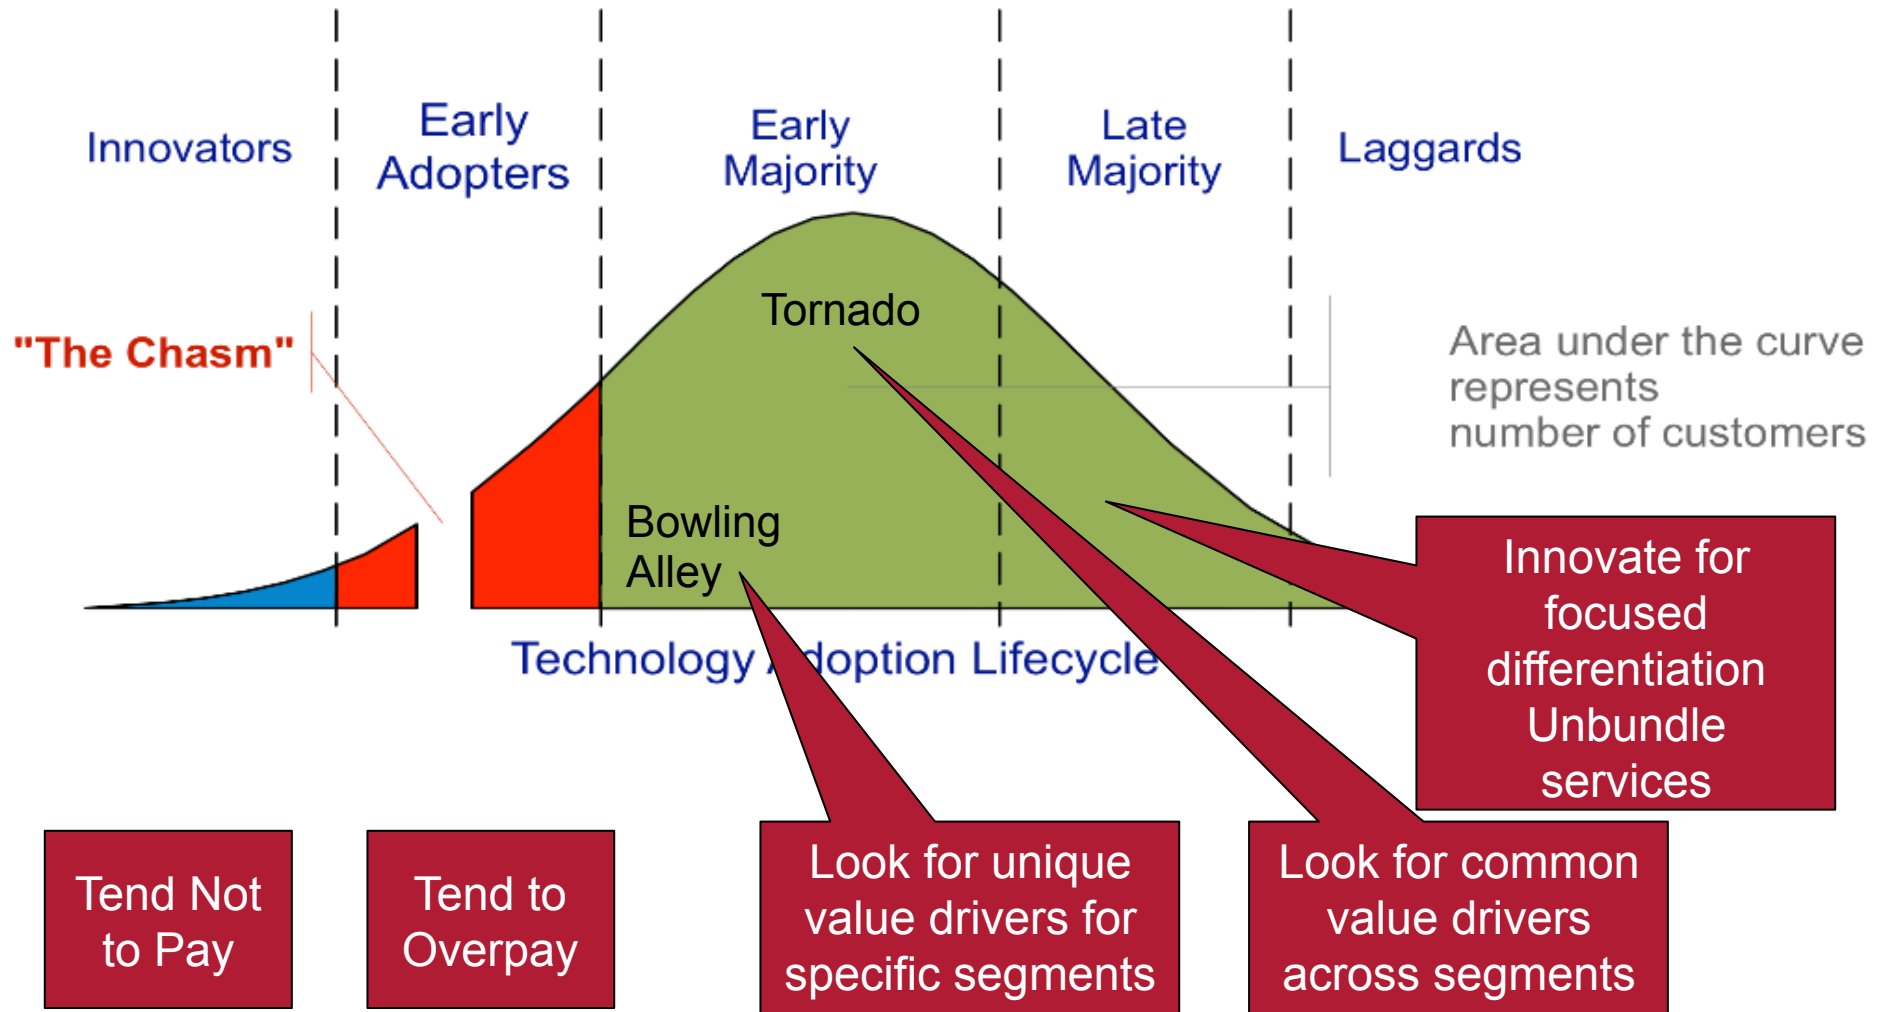 Innovators
Early
Adopters
Early
Majority
Late
Majority
Laggards
Tornado
"The Chasm"
Area under the curve
represents
number of customers
Bowling
Alley
Technology Adoption Lifecycle
Innovate for
focused
differentiation
Unbundle
services
Tend Not
to Pay
Tend to
Overpay
Look for unique
value drivers for
specific segments
Look for common
value drivers
across segments